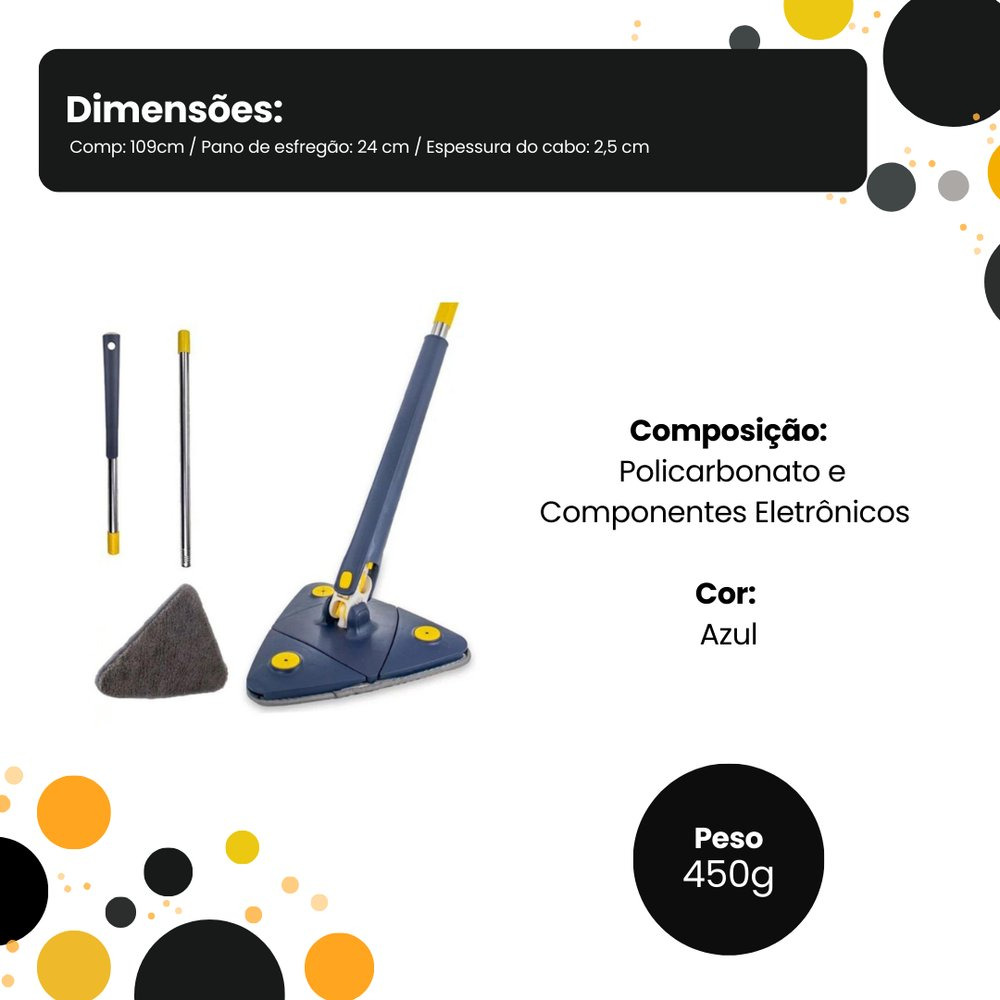 Dimensões:
Comp: 109cm / Pano de esfregão: 24 cm / Espessura do cabo: 2,5 cm
Composição:
Policarbonato e
Componentes Eletrônicos
Cor:
Azul
Peso
450g